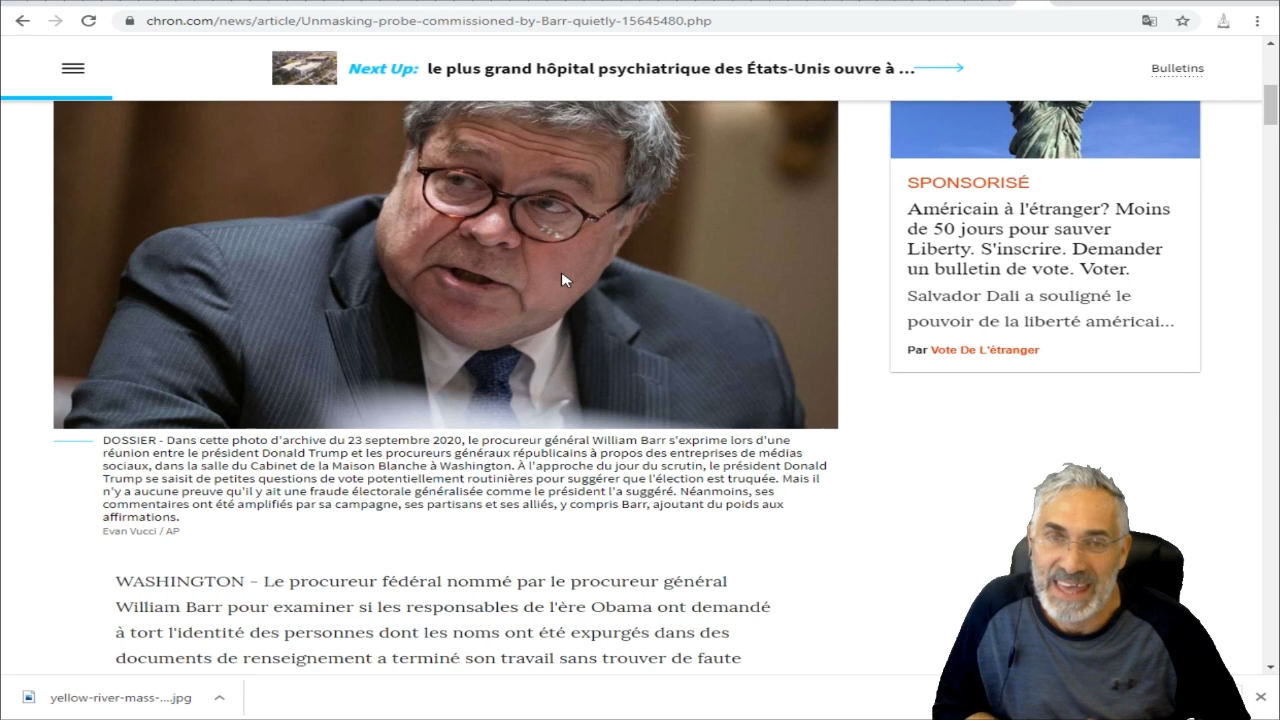 chron.com/news/article/Unmasking-probe-commissioned-by-Barr-quietly-15645480.php
Next Up: le plus grand hôpital psychiatrique des États-Unis ouvre à ...
Bulletins
SPONSORISÉ
Américain à l'étranger? Moins
de 50 jours pour sauver
Liberty. S'inscrire. Demander
un bulletin de vote. Voter.
Salvador Dali a souligné le
pouvoir de la liberté américai...
Par Vote De L'étranger
DOSSIER - Dans cette photo d'archive du 23 septembre 2020, le procureur général William Barr s'exprime lors d'une
réunion entre le président Donald Trump et les procureurs généraux républicains à propos des entreprises de médias
sociaux, dans la salle du Cabinet de la Maison Blanche à Washington. À l'approche du jour du scrutin, le président Donald
Trump se saisit de petites questions de vote potentiellement routinières pour suggérer que l'élection est truquée. Mais il
n'y a aucune preuve qu'il y ait une fraude électorale généralisée comme le président l'a suggéré. Néanmoins, ses
commentaires ont été amplifiés par sa campagne, ses partisans et ses alliés, y compris Barr, ajoutant du poids aux
affirmations.
Evan Vucci / AP
WASHINGTON - Le procureur fédéral nommé par le procureur général
William Barr pour examiner si les responsables de l'ère Obama ont demandé
à tort l'identité des personnes dont les noms ont été expurgés dans des
documents de renseignement a terminé son travail sans trouver de faute
yellow-river-mass-....jpg